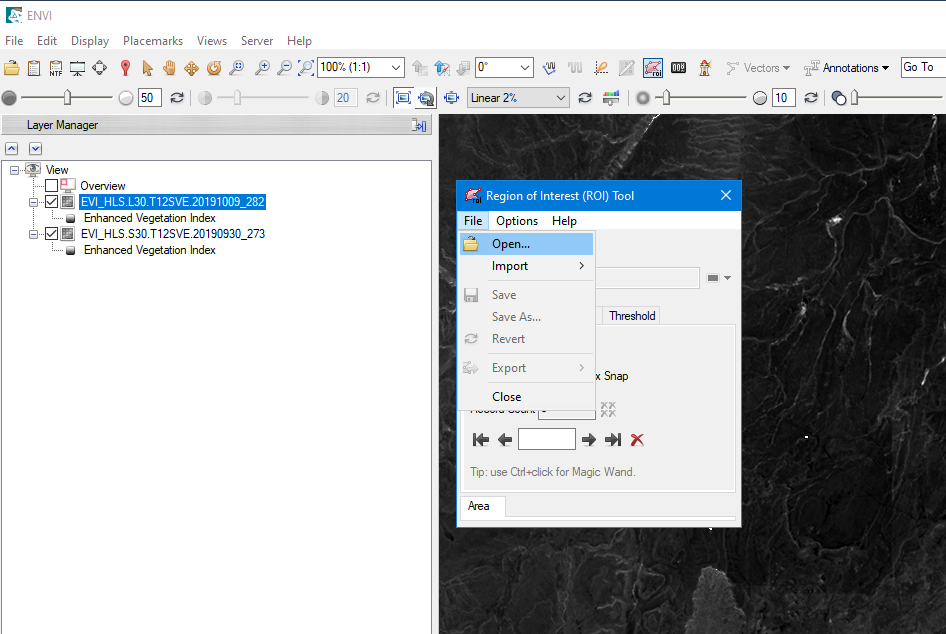 ENVI
File Edit Display Placemarks Views Server Help
NTF 100% (1:1) 0° ROI Vectors Annotations Go To
50 20 Linear 2% 10
Layer Manager
View
Overview
EVI_HLS.L30.T12SVE.20191009_282
Enhanced Vegetation Index
EVI_HLS.S30.T12SVE.20190930_273
Enhanced Vegetation Index
ROI Region of Interest (ROI) Tool
File Options Help
Open...
Import
Save
Save As...
Threshold
Revert
Export
x Snap
Close
Record Count
Tip: use Ctrl+click for Magic Wand.
Area